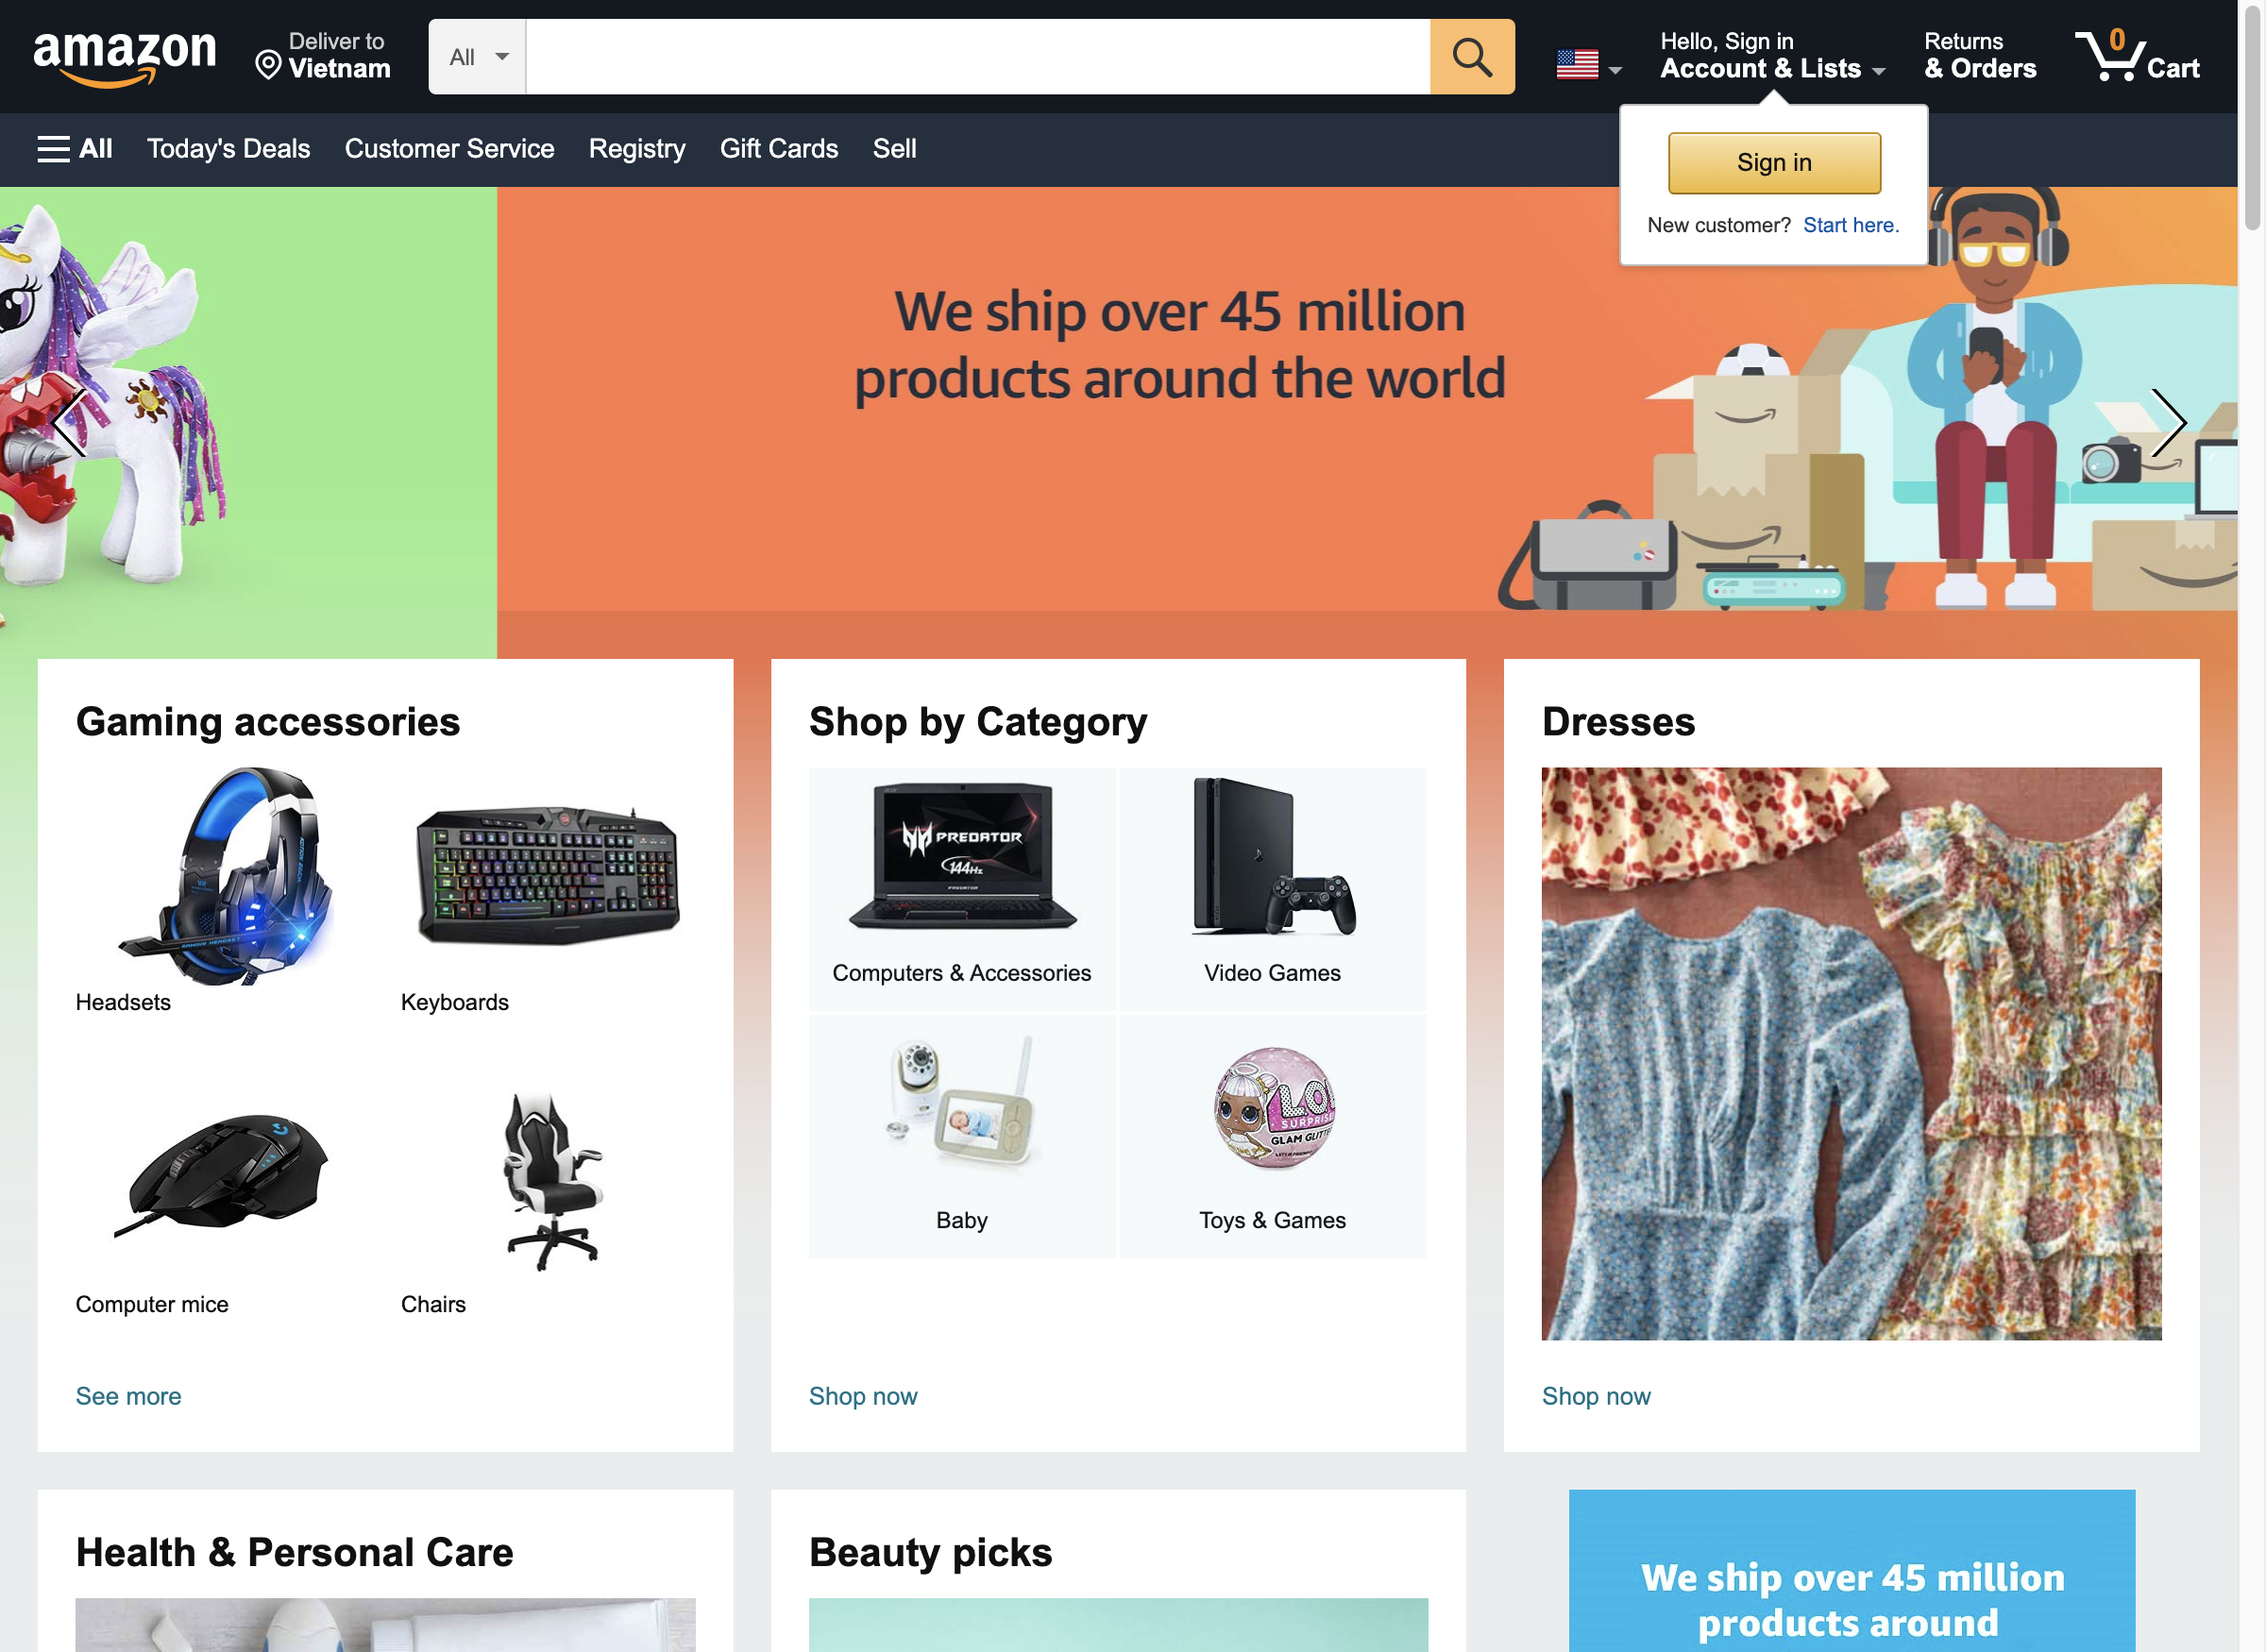 amazon
Deliver to
Vietnam
All
Hello, Sign in
Account & Lists
Returns
& Orders
0
Cart
All
Today's Deals
Customer Service
Registry
Gift Cards
Sell
Sign in
New customer? Start here.
We ship over 45 million
products around the world
Gaming accessories
Headsets
Keyboards
Computer mice
Chairs
See more
Shop by Category
PREDATOR
144Hz
PREDATOR
Computers & Accessories
Video Games
Baby
LOL
SURPRISE
GLAM GLITTE
Toys & Games
Shop now
Dresses
Shop now
Health & Personal Care
Beauty picks
We ship over 45 million
products around